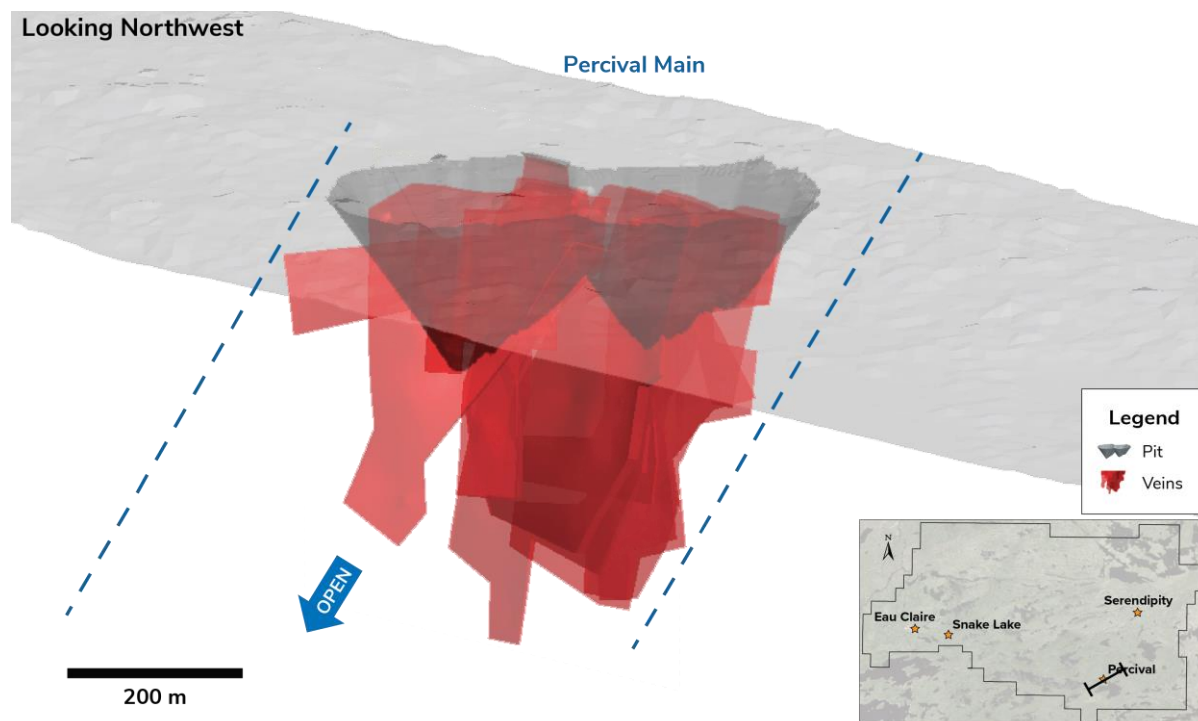 Looking Northwest
Percival Main
Legend
Pit
Veins
OPEN
200 m
N
Serendipity
Eau Claire
Snake Lake
Percival